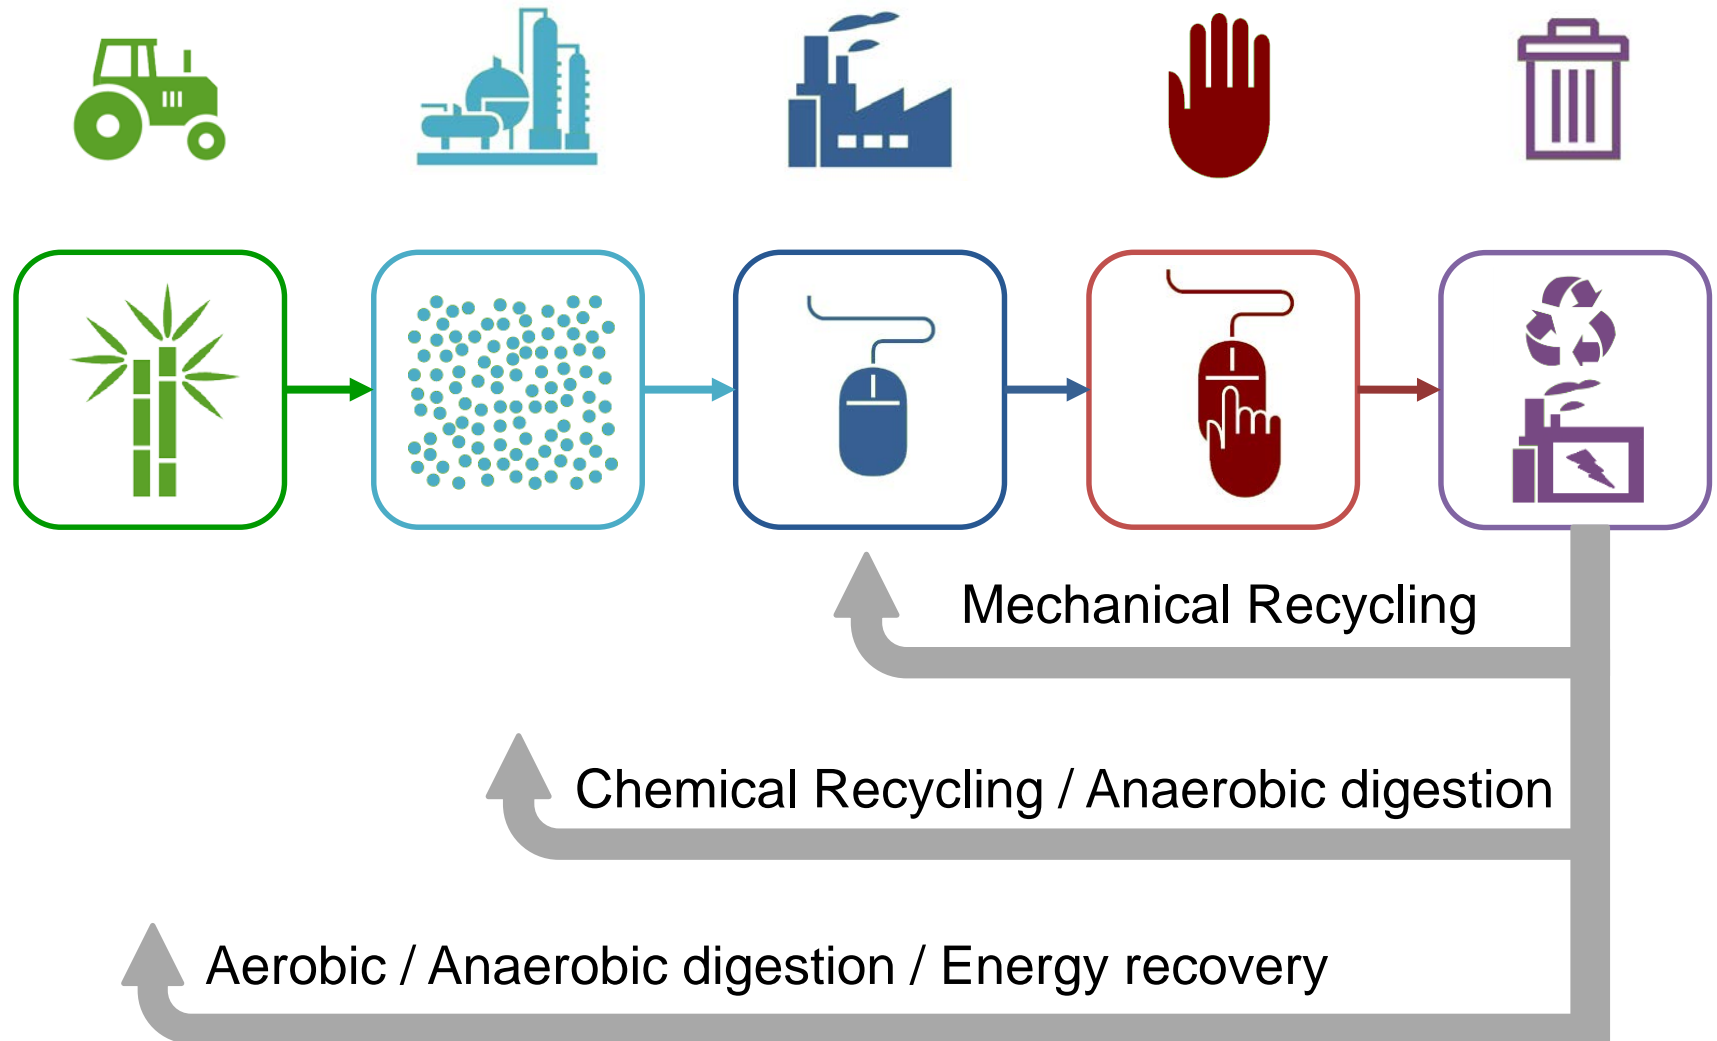 Mechanical Recycling
Chemical Recycling / Anaerobic digestion
Aerobic / Anaerobic digestion / Energy recovery